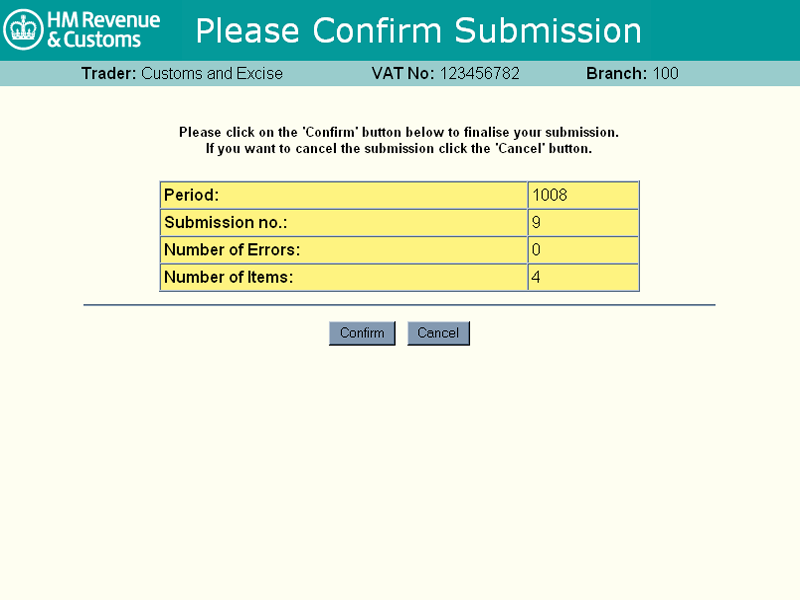 HM Revenue
& Customs
Please Confirm Submission
Trader: Customs and Excise VAT No: 123456782 Branch: 100
Please click on the 'Confirm' button below to finalise your submission.
If you want to cancel the submission click the 'Cancel' button.
Period: 1008
Submission no.: 9
Number of Errors: 0
Number of Items: 4
Confirm Cancel